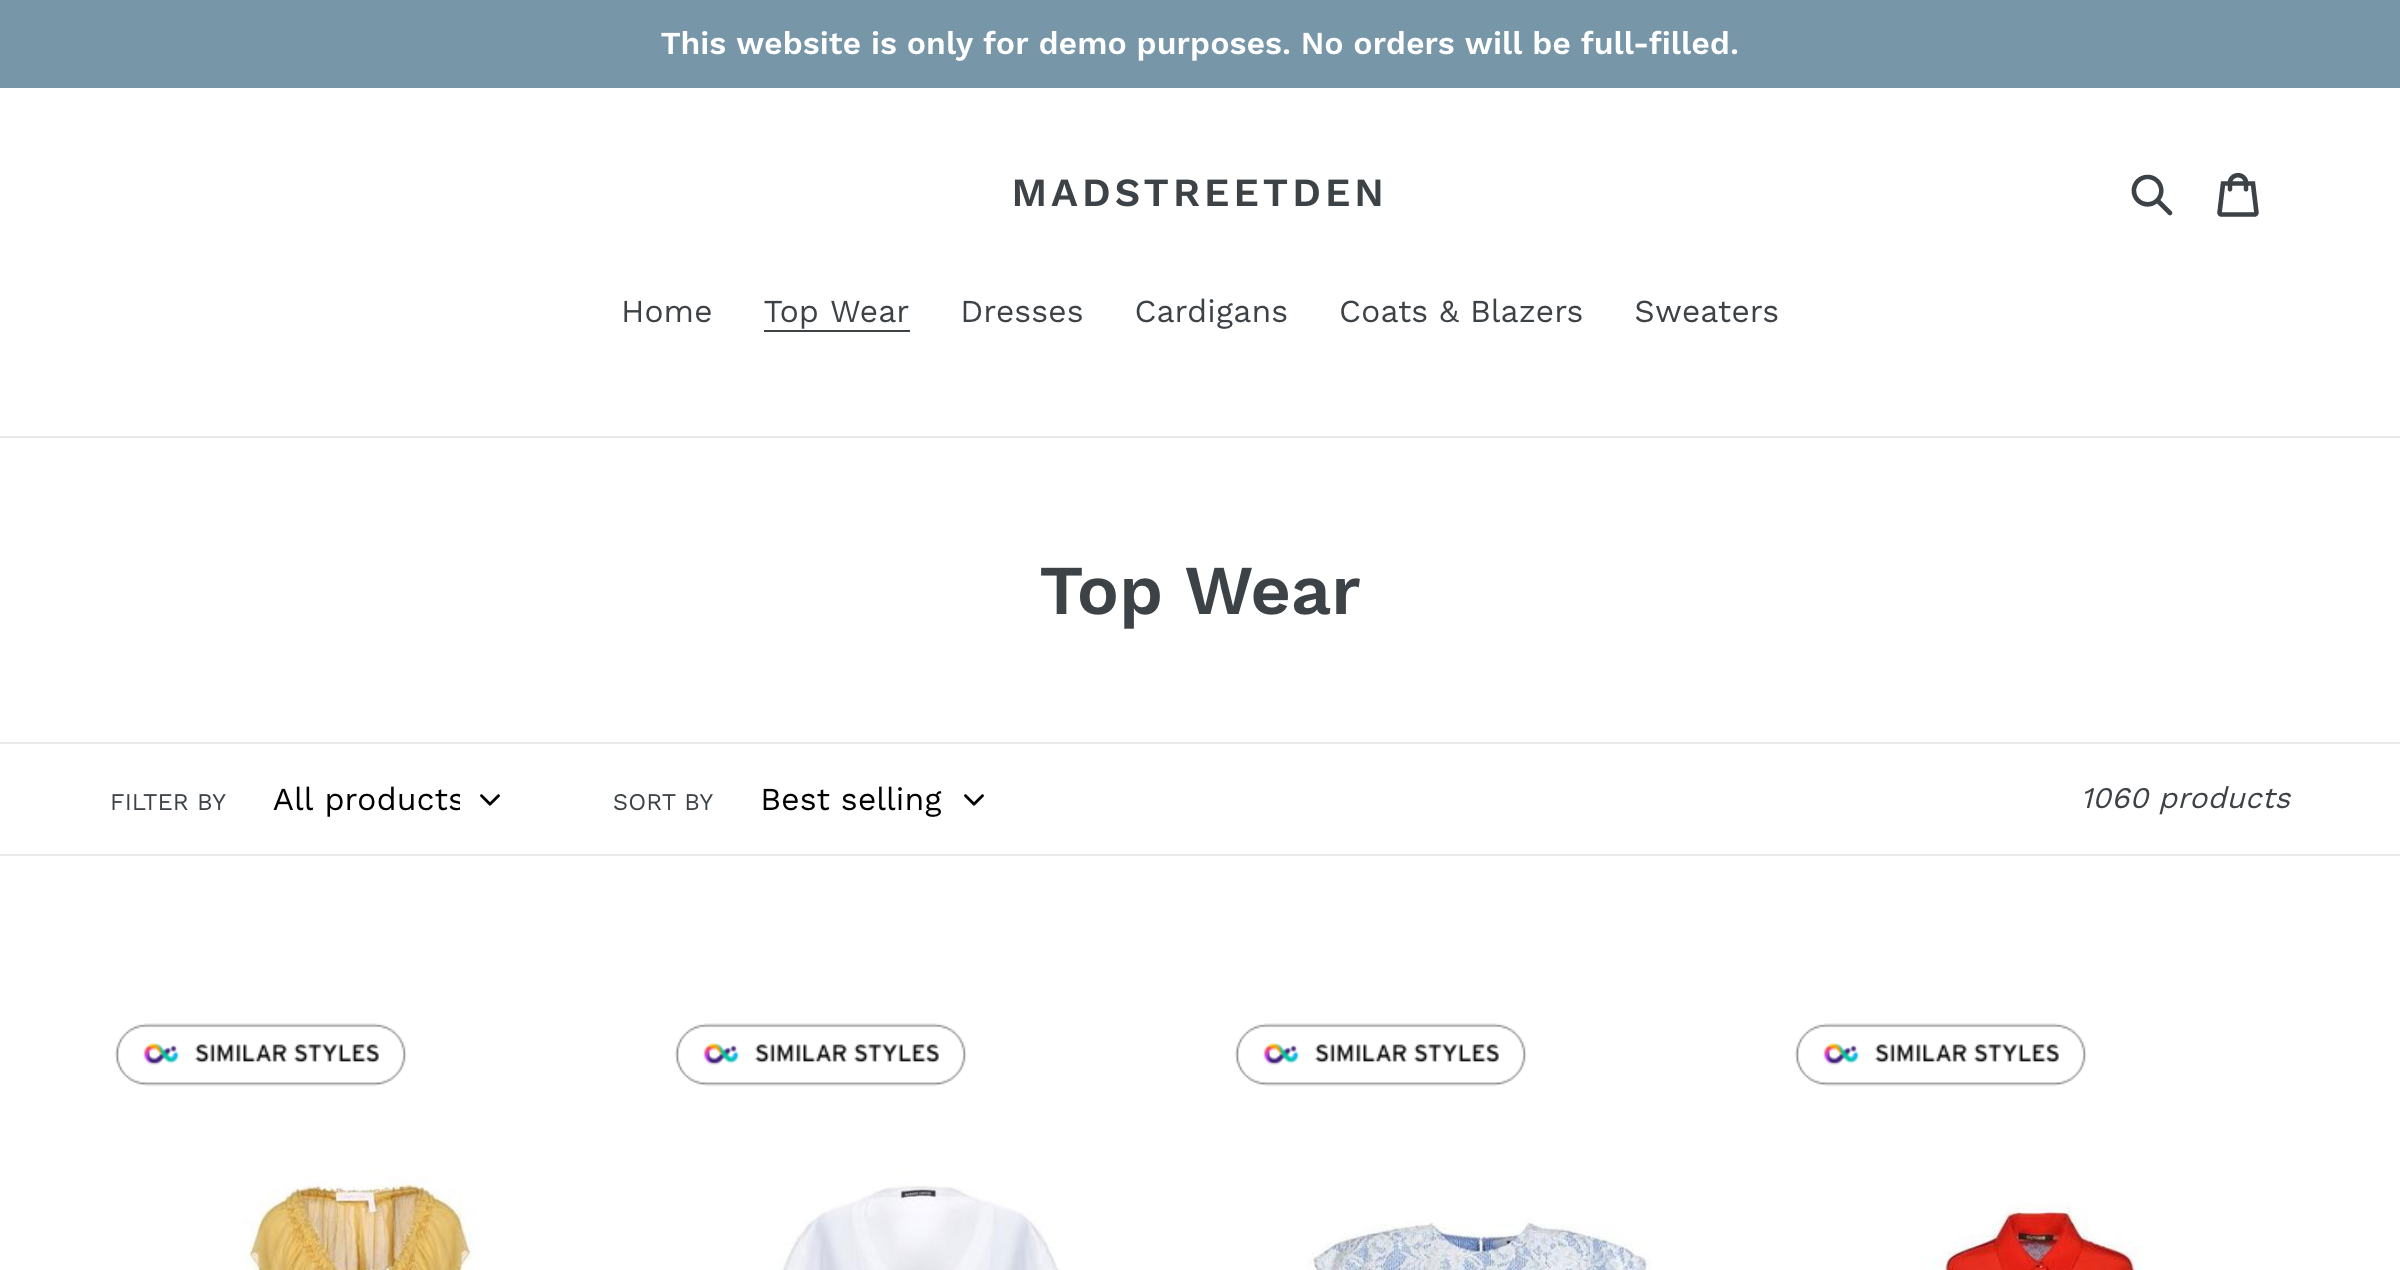 This website is only for demo purposes. No orders will be full-filled.
MADSTREETDEN
Home Top Wear Dresses Cardigans Coats & Blazers Sweaters
Top Wear
FILTER BY All products SORT BY Best selling 1060 products
SIMILAR STYLES SIMILAR STYLES SIMILAR STYLES SIMILAR STYLES